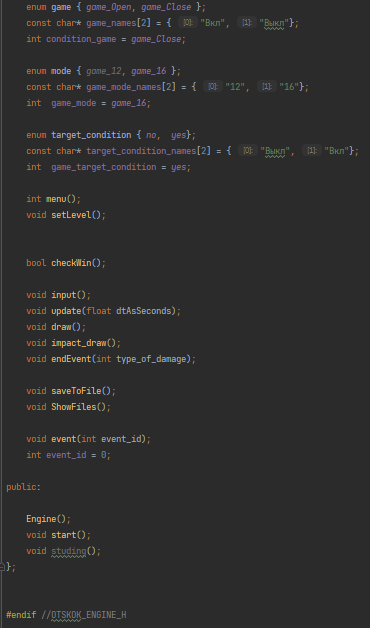 enum game { game_Open, game_Close };
const char* game_names[2] = { [0]: "Вкл", [1]: "Выкл"};
int condition_game = game_Close;
enum mode { game_12, game_16 };
const char* game_mode_names[2] = { [0]: "12", [1]: "16"};
int  game_mode = game_16;
enum target_condition { no,  yes};
const char* target_condition_names[2] = { [0]: "Выкл", [1]: "Вкл"};
int  game_target_condition = yes;
int menu();
void setLevel();
bool checkWin();
void input();
void update(float dtAsSeconds);
void draw();
void impact_draw();
void endEvent(int type_of_damage);
void saveToFile();
void ShowFiles();
void event(int event_id);
int event_id = 0;
public:
Engine();
void start();
void studing();
};
#endif //OTSKOK_ENGINE_H